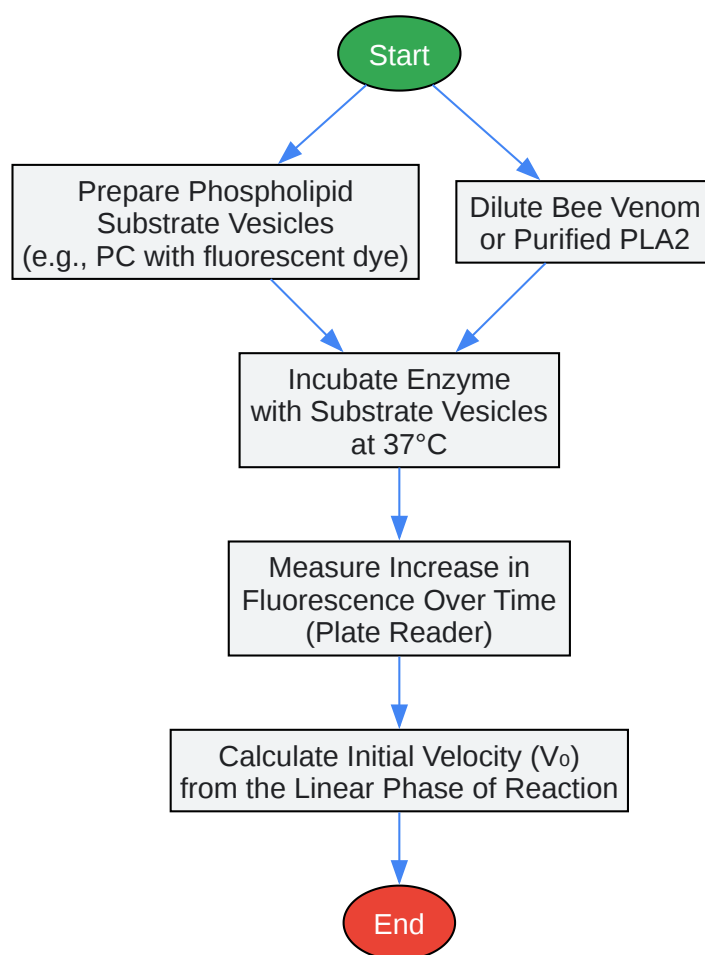 Start
Prepare Phospholipid
Substrate Vesicles
(e.g., PC with fluorescent dye)
Dilute Bee Venom
or Purified PLA2
Incubate Enzyme
with Substrate Vesicles
at 37°C
Measure Increase in
Fluorescence Over Time
(Plate Reader)
Calculate Initial Velocity (V₀)
from the Linear Phase of Reaction
End